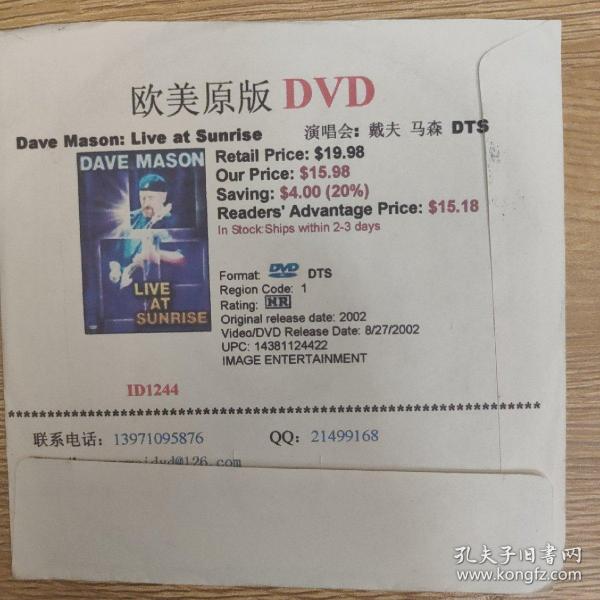 欧美原版 DVD
Dave Mason: Live at Sunrise 演唱会: 戴夫 马森 DTS
DAVE MASON
LIVE
AT
SUNRISE
Retail Price: $19.98
Our Price: $15.98
Saving: $4.00 (20%)
Readers' Advantage Price: $15.18
In Stock:Ships within 2-3 days
Format: DVD DTS
Region Code: 1
Rating: NR
Original release date: 2002
Video/DVD Release Date: 8/27/2002
UPC: 14381124422
IMAGE ENTERTAINMENT
ID1244
************************************************************
联系电话: 13971095876 QQ: 21499168
@126.com
孔夫子旧书网
www.kongfz.com